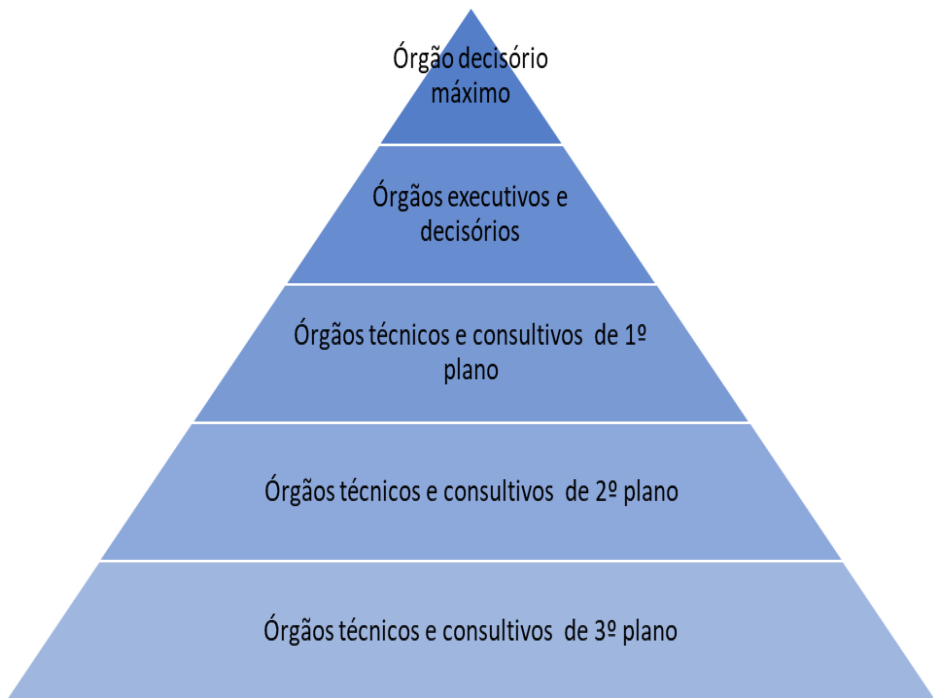 Órgão decisório
máximo
Órgãos executivos e
decisórios
Órgãos técnicos e consultivos de 1º
plano
Órgãos técnicos e consultivos de 2º plano
Órgãos técnicos e consultivos de 3º plano